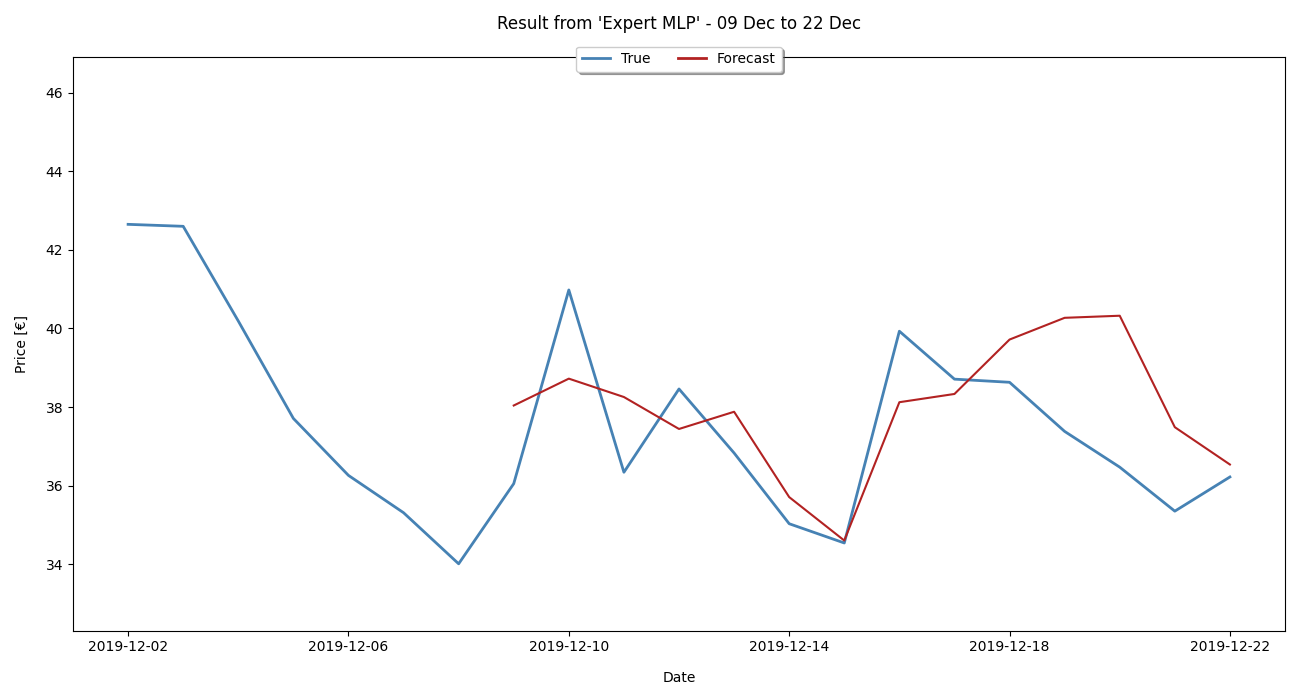 Result from 'Expert MLP' - 09 Dec to 22 Dec
True Forecast
46
44
42
40
38
36
34
Price [€]
2019-12-02 2019-12-06 2019-12-10 2019-12-14 2019-12-18 2019-12-22
Date